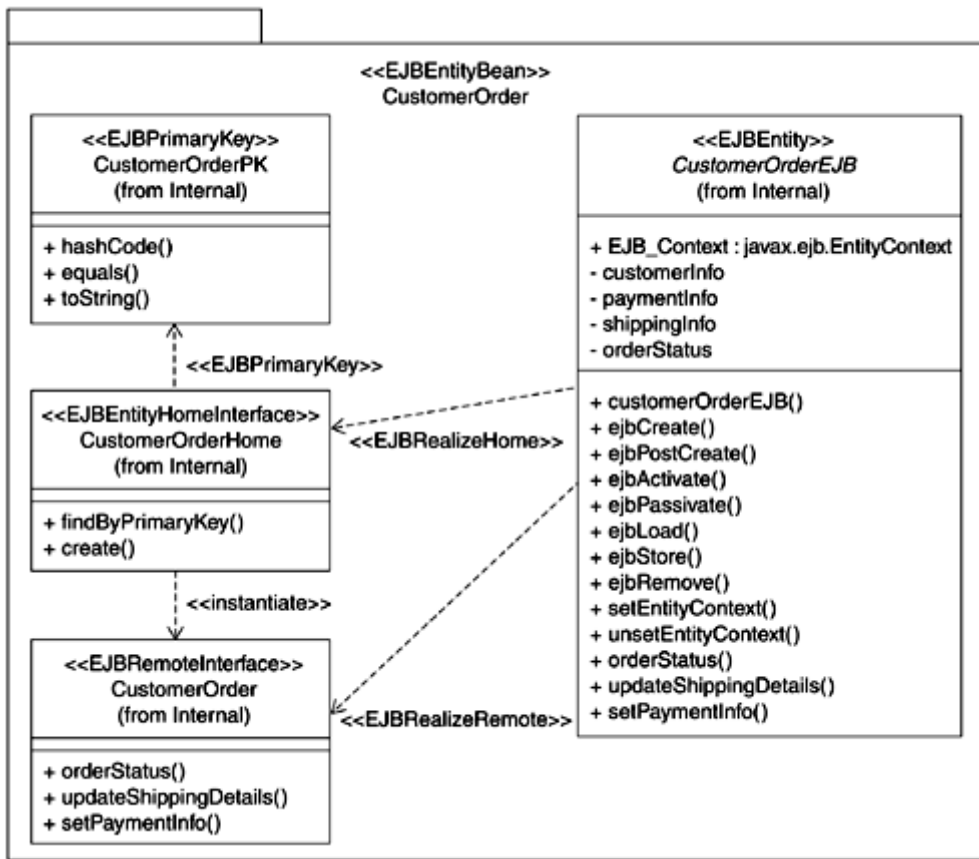 <<EJBEntityBean>>
CustomerOrder
<<EJBPrimaryKey>>
CustomerOrderPK
(from Internal)
+ hashCode()
+ equals()
+ toString()
<<EJBPrimaryKey>>
<<EJBEntityHomeInterface>>
CustomerOrderHome
(from Internal)
+ findByPrimaryKey()
+ create()
<<instantiate>>
<<EJBRemoteInterface>>
CustomerOrder
(from Internal)
+ orderStatus()
+ updateShippingDetails()
+ setPaymentInfo()
<<EJBRealizeHome>>
<<EJBRealizeRemote>>
<<EJBEntity>>
CustomerOrderEJB
(from Internal)
+ EJB_Context : javax.ejb.EntityContext
- customerInfo
- paymentInfo
- shippingInfo
- orderStatus
+ customerOrderEJB()
+ ejbCreate()
+ ejbPostCreate()
+ ejbActivate()
+ ejbPassivate()
+ ejbLoad()
+ ejbStore()
+ ejbRemove()
+ setEntityContext()
+ unsetEntityContext()
+ orderStatus()
+ updateShippingDetails()
+ setPaymentInfo()